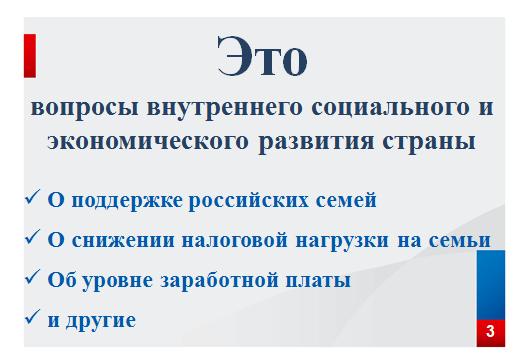 Это
вопросы внутреннего социального и
экономического развития страны
✓ О поддержке российских семей
✓ О снижении налоговой нагрузки на семьи
✓ Об уровне заработной платы
✓ и другие
3